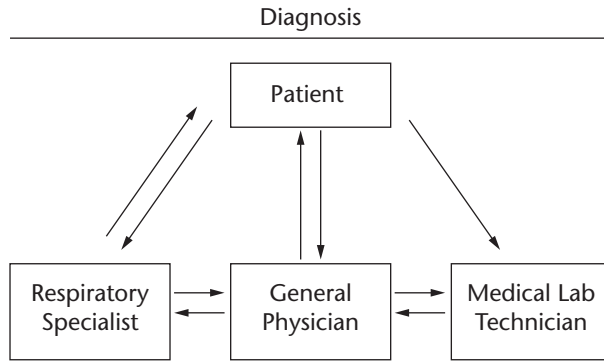 Diagnosis
Patient
Respiratory
Specialist
General
Physician
Medical Lab
Technician